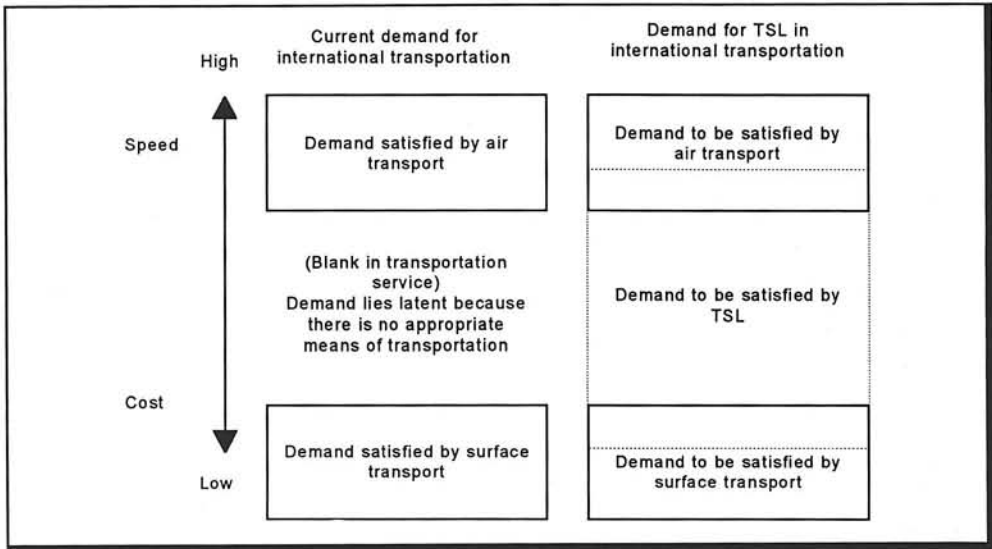 Current demand for
international transportation
Demand for TSL in
international transportation
High
Speed
Demand satisfied by air
transport
Demand to be satisfied by
air transport
(Blank in transportation
service)
Demand lies latent because
there is no appropriate
means of transportation
Demand to be satisfied by
TSL
Cost
Low
Demand satisfied by surface
transport
Demand to be satisfied by
surface transport